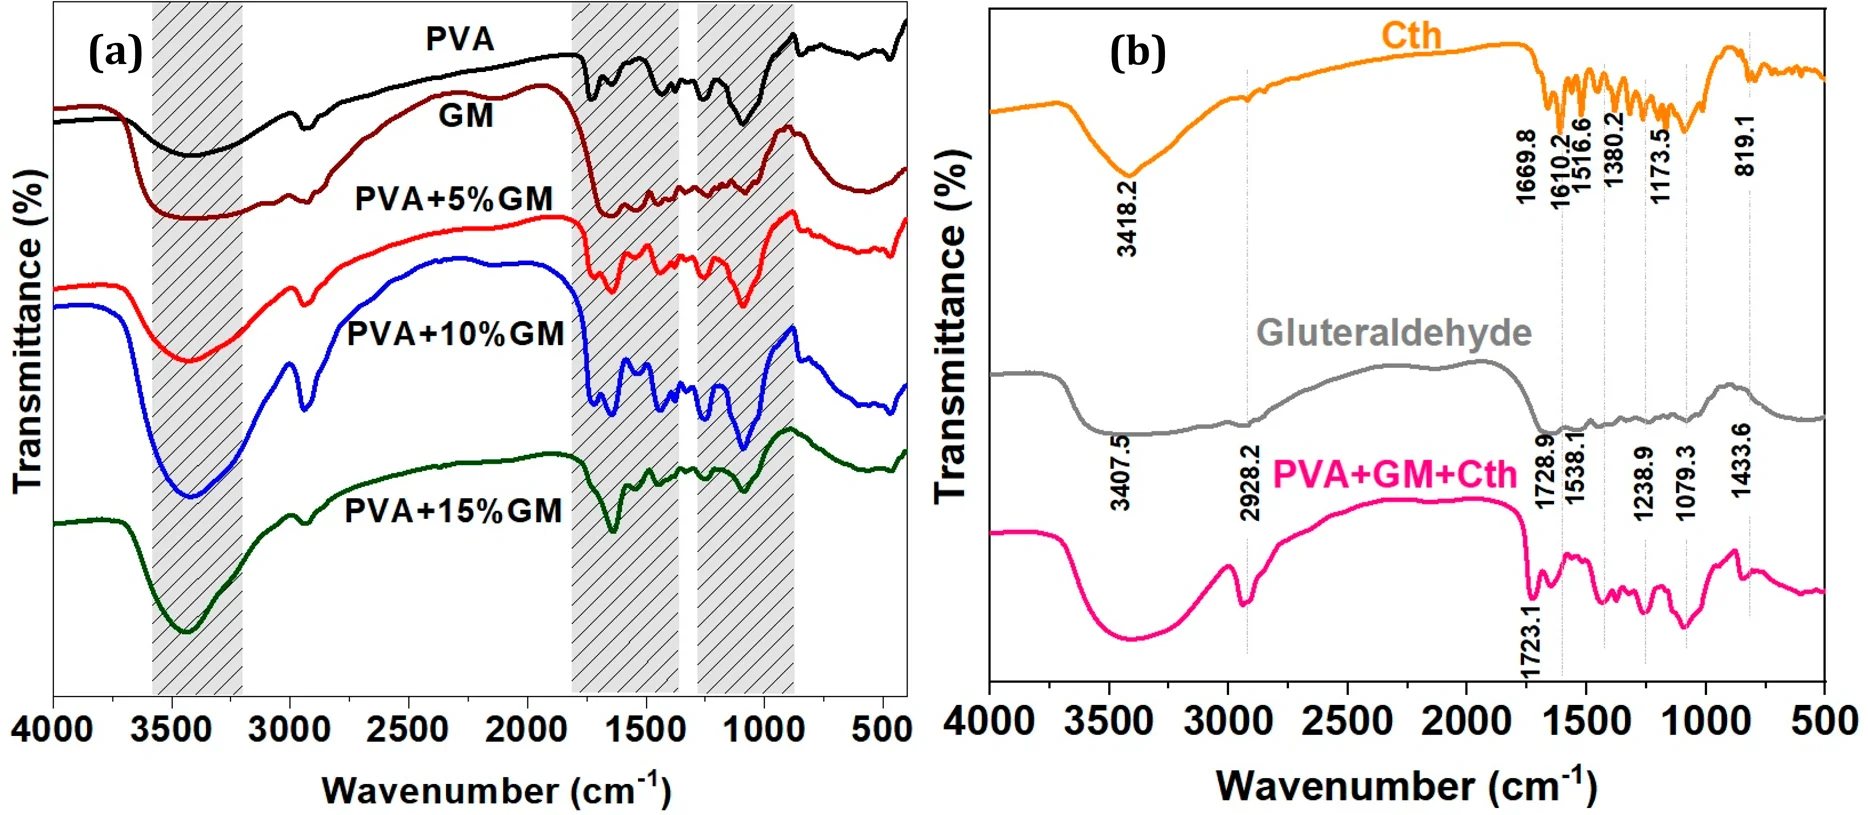 (a)
PVA
GM
PVA+5%GM
PVA+10%GM
PVA+15%GM
Transmittance (%)
4000 3500 3000 2500 2000 1500 1000 500
Wavenumber (cm-1)
(b)
Cth
3418.2
1669.8
1610.2
1516.6
1380.2
1173.5
819.1
Gluteraldehyde
3407.5
2928.2
1728.9
1538.1
1238.9
1079.3
1433.6
PVA+GM+Cth
1723.1
Transmittance (%)
4000 3500 3000 2500 2000 1500 1000 500
Wavenumber (cm-1)